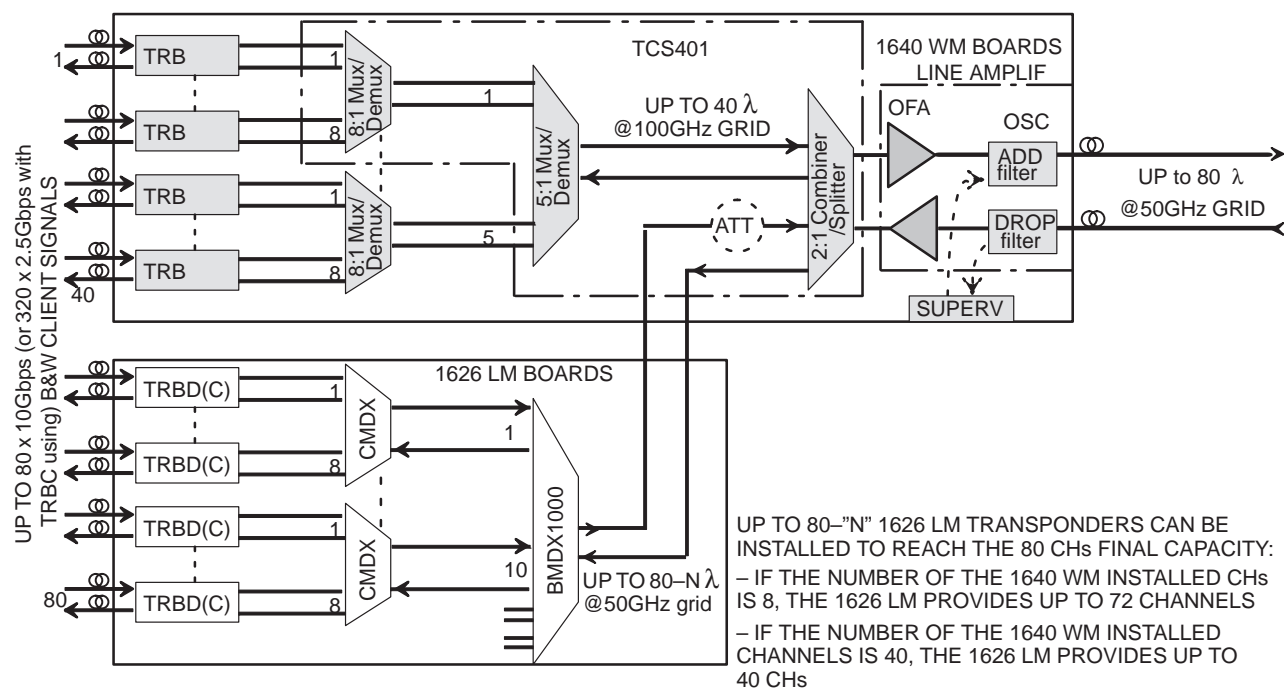 UP TO 80 x 10Gbps (or 320 x 2.5Gbps with
TRBC using) B&W CLIENT SIGNALS
1
TRB
1
TRB
8
8:1 Mux/
Demux
TRB
1
TRB
8
40
8:1 Mux/
Demux
TCS401
1
5
5:1 Mux/
Demux
UP TO 40 λ
@100GHz GRID
ATT
2:1 Combiner
/Splitter
1640 WM BOARDS
LINE AMPLIF
OFA
OSC
ADD
filter
DROP
filter
SUPERV
UP to 80 λ
@50GHz GRID
1626 LM BOARDS
TRBD(C)
1
TRBD(C)
8
CMDX
TRBD(C)
1
TRBD(C)
8
80
CMDX
1
10
BMDX1000
UP TO 80–N λ
@50GHz grid
UP TO 80–"N" 1626 LM TRANSPONDERS CAN BE
INSTALLED TO REACH THE 80 CHs FINAL CAPACITY:
– IF THE NUMBER OF THE 1640 WM INSTALLED CHs
IS 8, THE 1626 LM PROVIDES UP TO 72 CHANNELS
– IF THE NUMBER OF THE 1640 WM INSTALLED
CHANNELS IS 40, THE 1626 LM PROVIDES UP TO
40 CHs